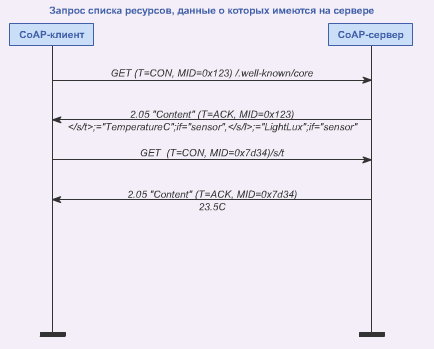 Запрос списка ресурсов, данные о которых имеются на сервере
CoAP-клиент
CoAP-сервер
GET (T=CON, MID=0x123) /.well-known/core
2.05 "Content" (T=ACK, MID=0x123)
</s/t>;="TemperatureC";if="sensor",</s/l>;="LightLux";if="sensor"
GET (T=CON, MID=0x7d34)/s/t
2.05 "Content" (T=ACK, MID=0x7d34)
23.5C